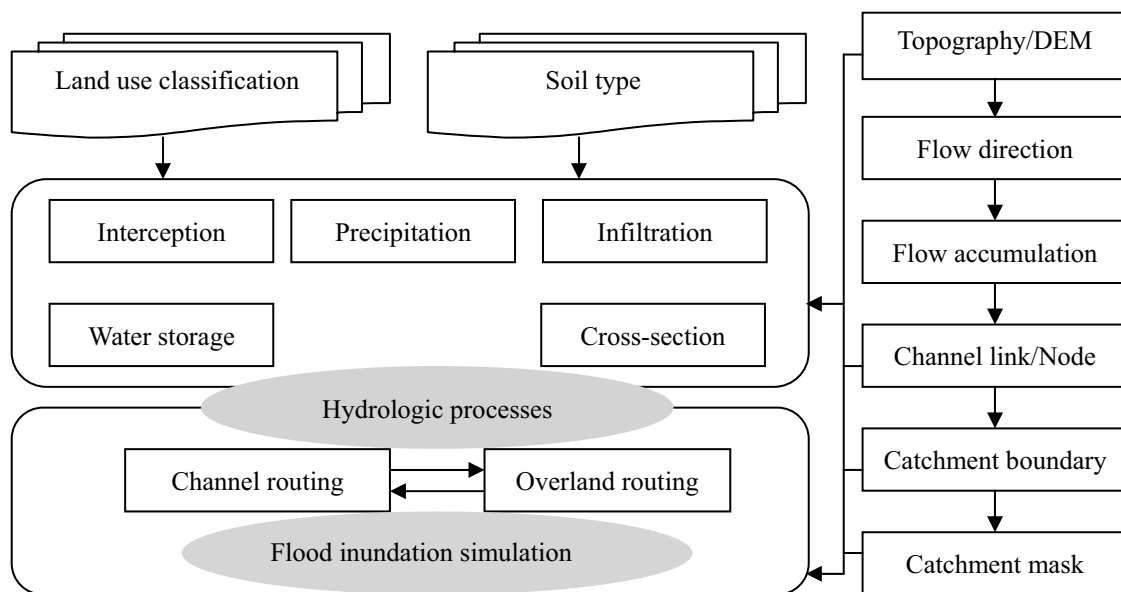 Land use classification
Soil type
Interception
Precipitation
Infiltration
Water storage
Cross-section
Hydrologic processes
Channel routing
Overland routing
Flood inundation simulation
Topography/DEM
Flow direction
Flow accumulation
Channel link/Node
Catchment boundary
Catchment mask